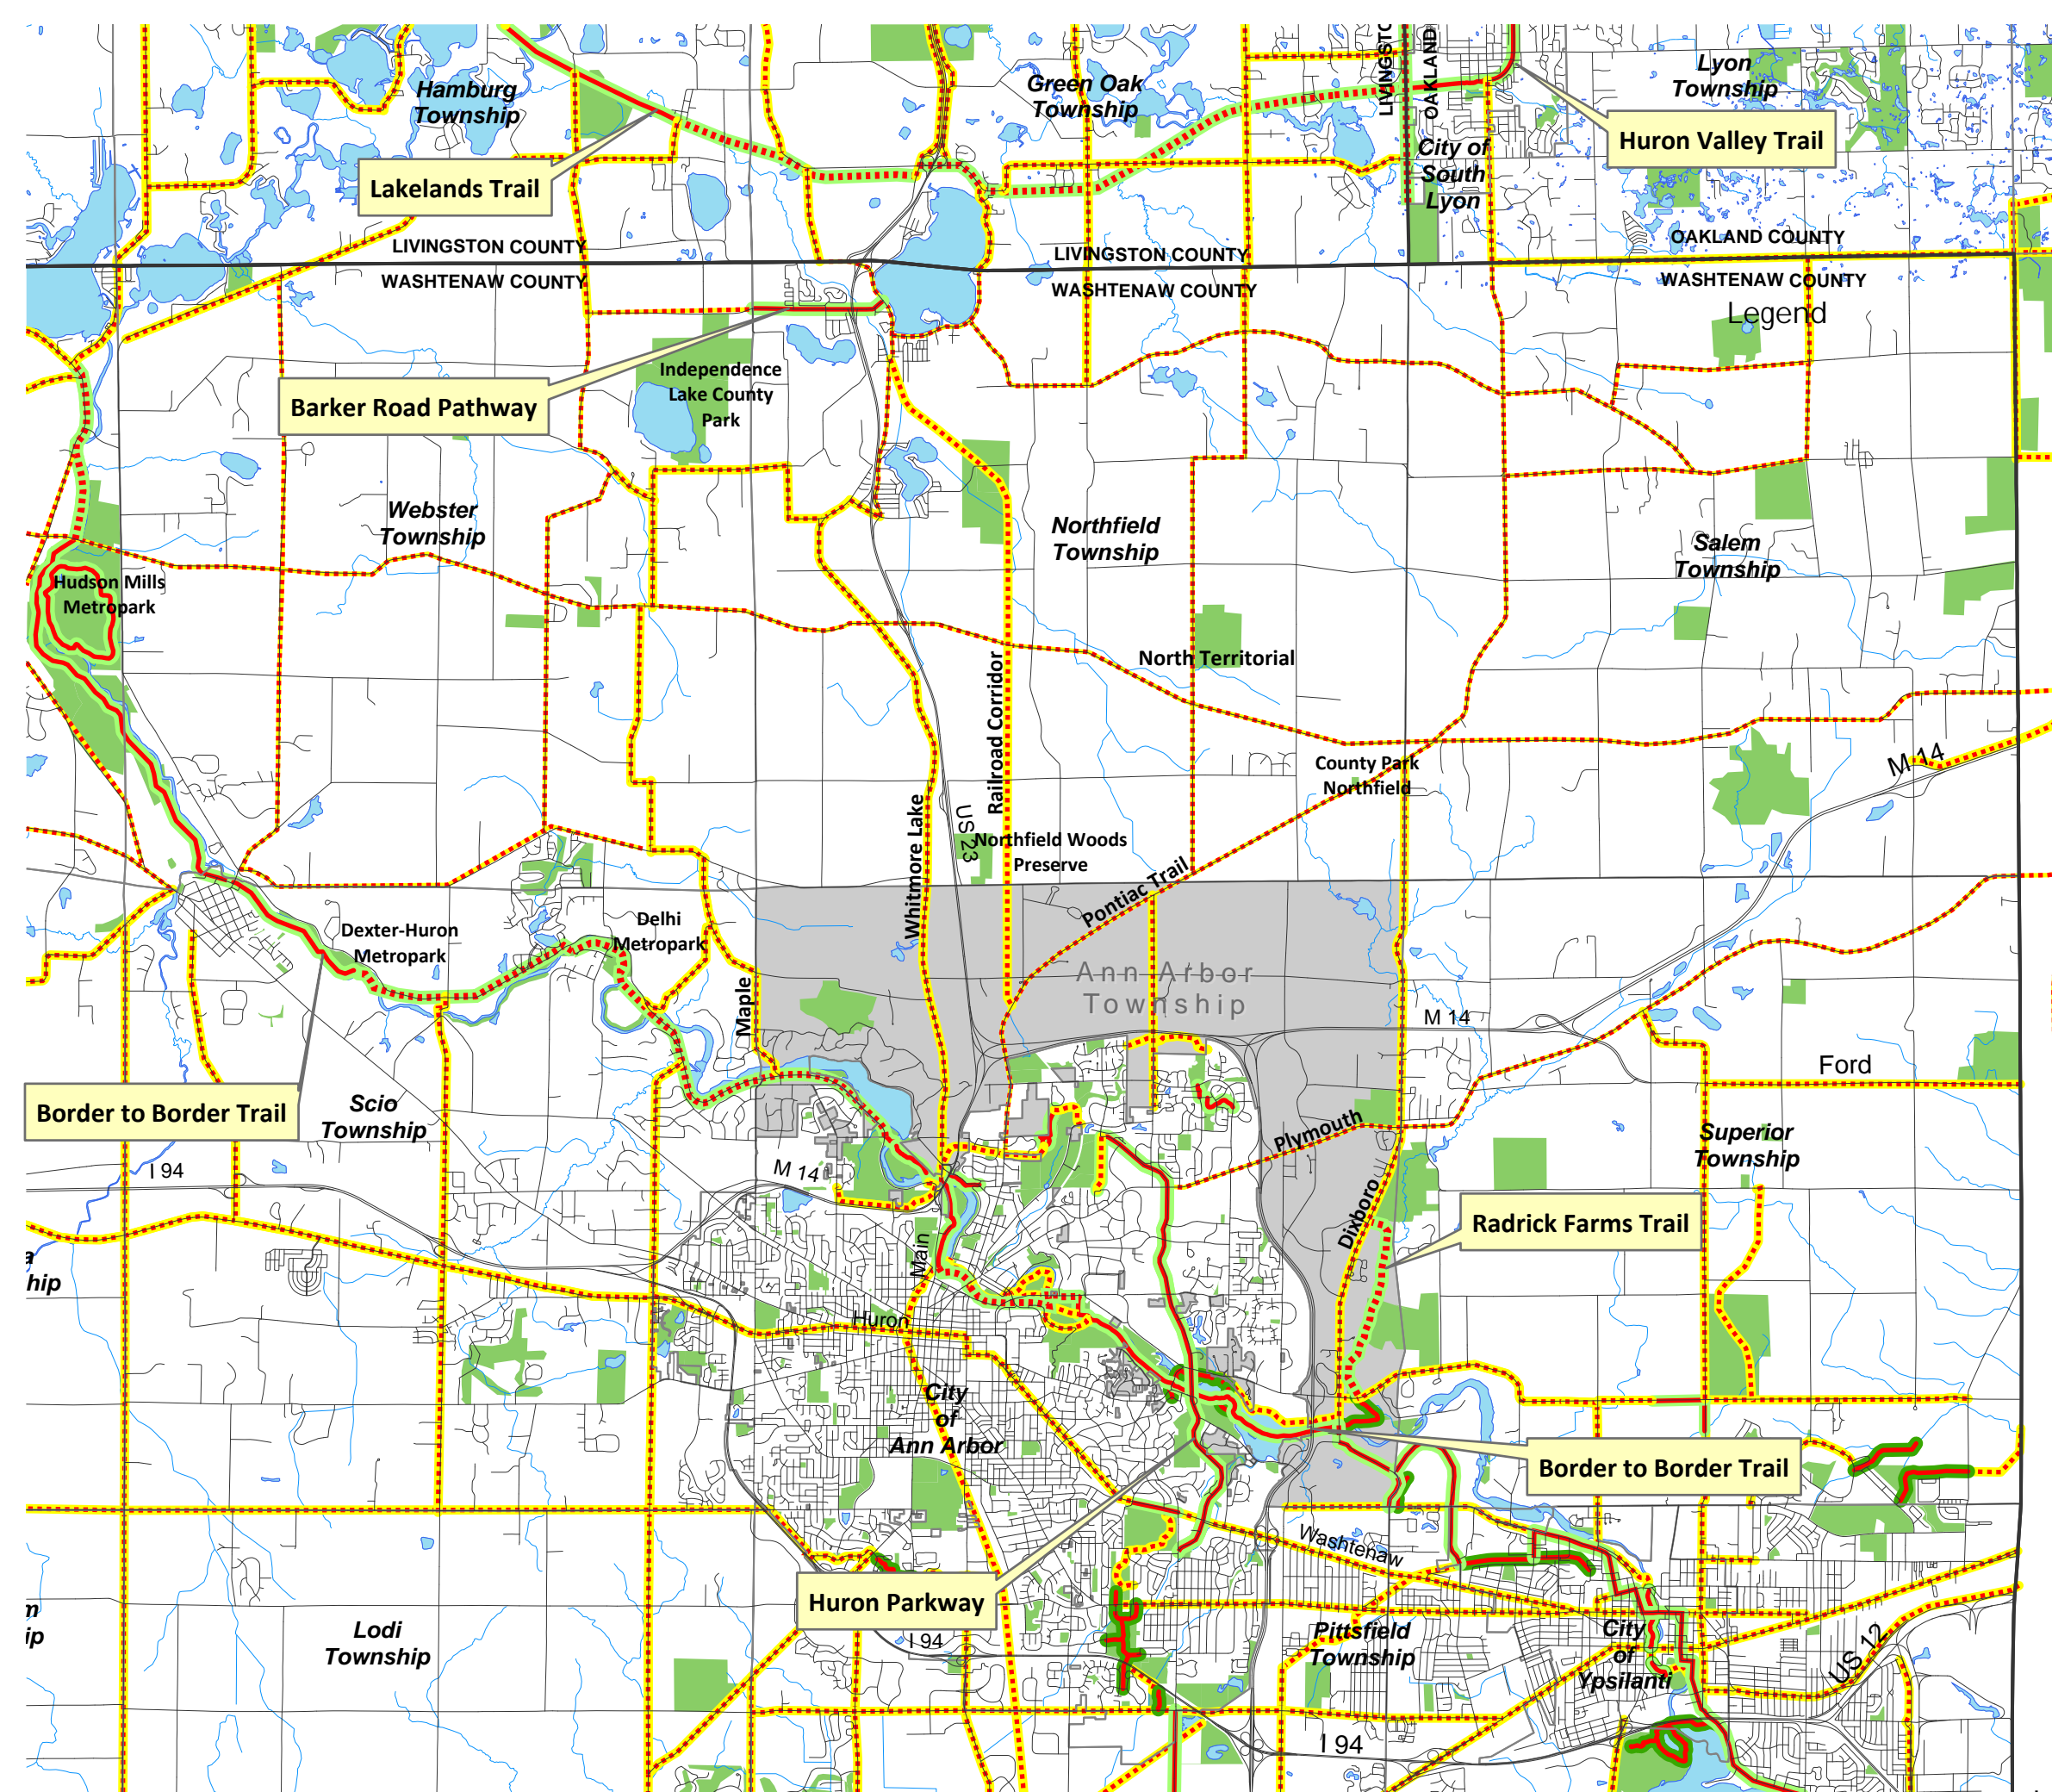 Hamburg
Township
Green Oak
Township
LIVINGSTC
OAKLAND
Lyon
Township
Huron Valley Trail
City of
South
Lyon
Lakelands Trail
LIVINGSTON COUNTY
WASHTENAW COUNTY
LIVINGSTON COUNTY
WASHTENAW COUNTY
OAKLAND COUNTY
WASHTENAW COUNTY
Legend
Independence
Lake County
Park
Barker Road Pathway
Webster
Township
Northfield
Township
Salem
Township
Hudson Mills
Metropark
North Territorial
Railroad Corridor
County Park
Northfield
M 14
Whitmore Lake
US 23
Northfield Woods
Preserve
Pontiac Trail
Dexter-Huron
Metropark
Delhi
Metropark
Maple
Ann Arbor
Township
M 14
Ford
Border to Border Trail
Scio
Township
Plymouth
Superior
Township
I 94
M 14
Radrick Farms Trail
Dixboro
Main
a
hip
Huron
City
of
Ann Arbor
Border to Border Trail
Washtenaw
Huron Parkway
m
ip
Lodi
Township
I 94
Pittsfield
Township
City
of
Ypsilanti
US 12
I 94